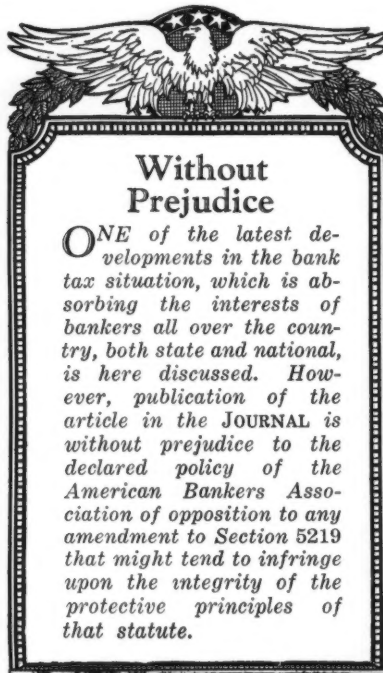 Without
Prejudice
ONE of the latest de-
velopments in the bank
tax situation, which is ab-
sorbing the interests of
bankers all over the coun-
try, both state and national,
is here discussed. How-
ever, publication of the
article in the JOURNAL is
without prejudice to the
declared policy of the
American Bankers Asso-
ciation of opposition to any
amendment to Section 5219
that might tend to infringe
upon the integrity of the
protective principles of
that statute.